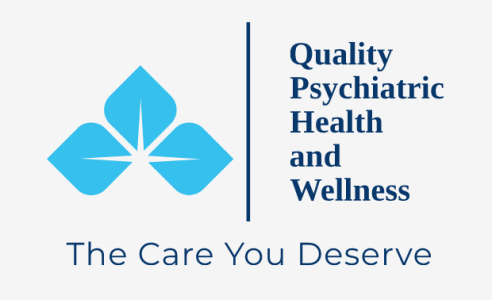 Quality
Psychiatric
Health
and
Wellness
The Care You Deserve